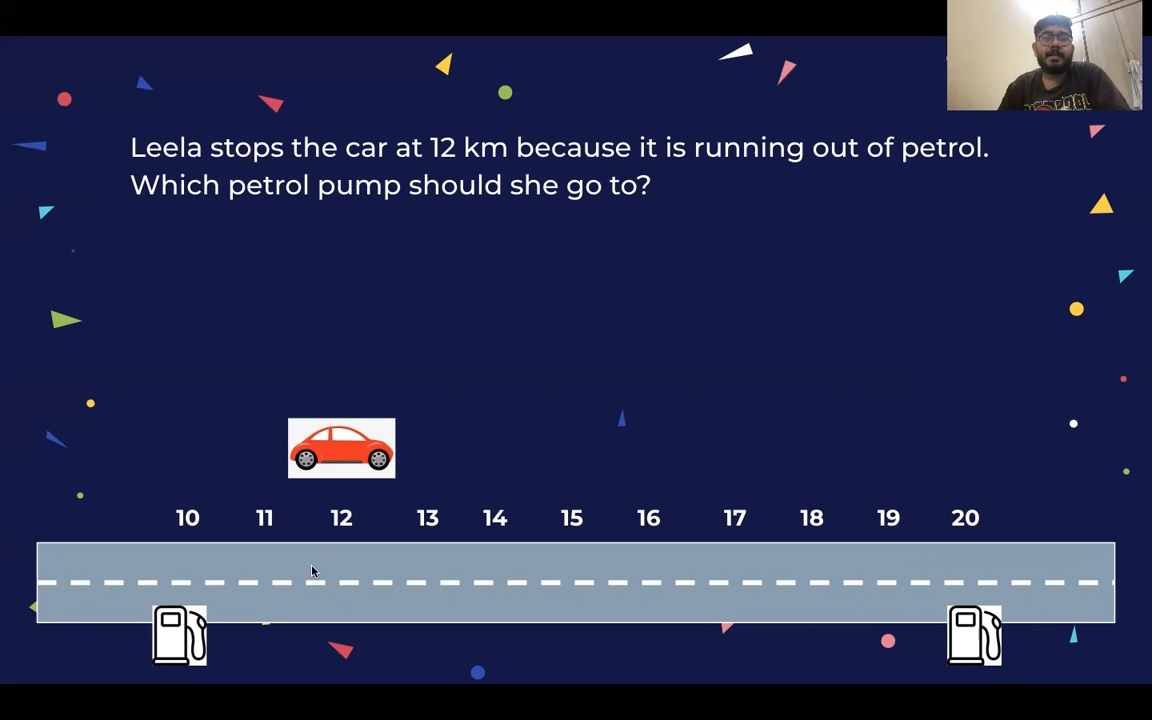 Leela stops the car at 12 km because it is running out of petrol.
Which petrol pump should she go to?
10 11 12 13 14 15 16 17 18 19 20